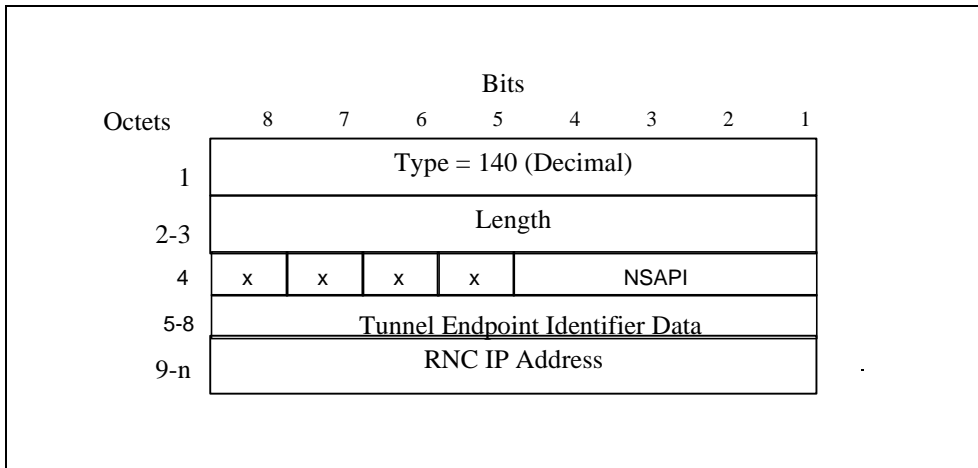 Bits
Octets 8 7 6 5 4 3 2 1
1 Type = 140 (Decimal)
2-3 Length
4 x x x x NSAPI
5-8 Tunnel Endpoint Identifier Data
9-n RNC IP Address .